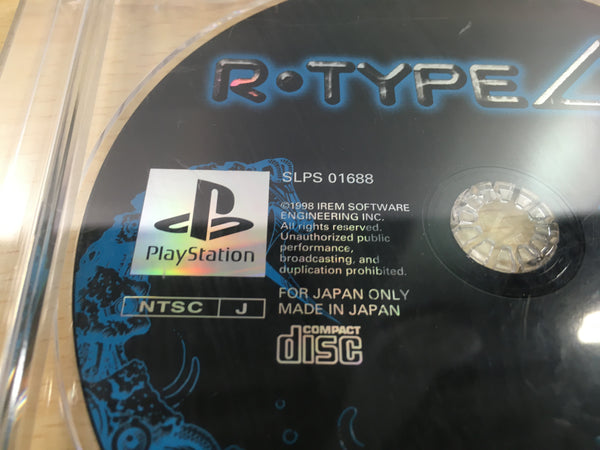 R•TYPE Δ
SLPS 01688
©1998 IREM SOFTWARE
ENGINEERING INC.
All rights reserved.
Unauthorized public
performance,
broadcasting, and
duplication prohibited.
PlayStation
NTSC J
FOR JAPAN ONLY
MADE IN JAPAN
COMPACT
disc